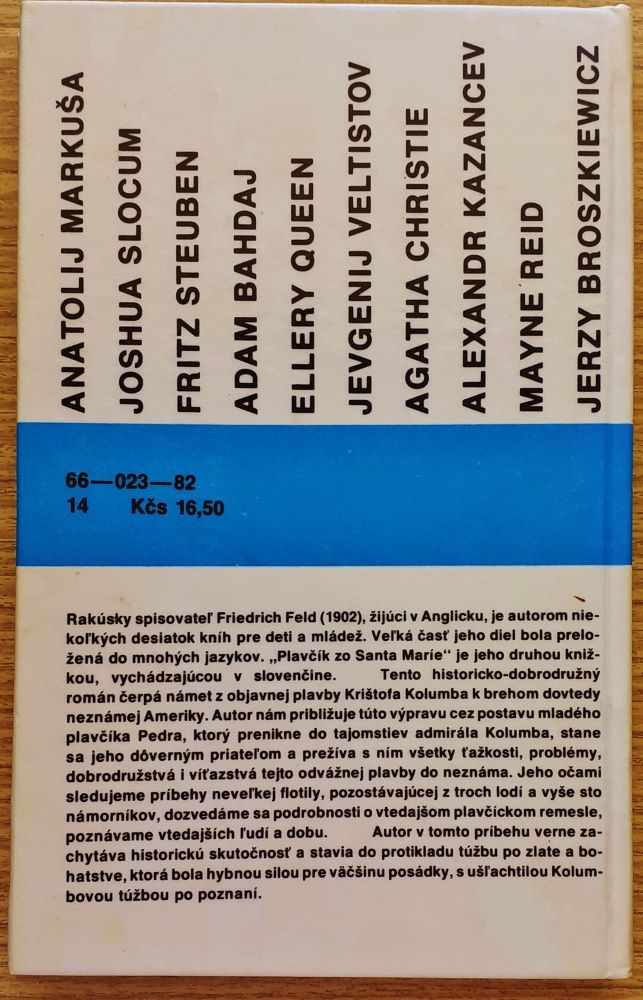 ANATOLIJ MARKUŠA
JOSHUA SLOCUM
FRITZ STEUBEN
ADAM BAHDAJ
ELLERY QUEEN
JEVGENIJ VELTISTOV
AGATHA CHRISTIE
ALEXANDR KAZANCEV
MAYNE REID
JERZY BROSZKIEWICZ
66—023—82
14 Kčs 16,50
Rakúsky spisovateľ Friedrich Feld (1902), žijúci v Anglicku, je autorom nie-
koľkých desiatok kníh pre deti a mládež. Veľká časť jeho diel bola prelo-
žená do mnohých jazykov. „Plavčík zo Santa Maríe“ je jeho druhou kniž-
kou, vychádzajúcou v slovenčine. Tento historicko-dobrodružný
román čerpá námet z objavnej plavby Krištofa Kolumba k brehom dovtedy
neznámej Ameriky. Autor nám približuje túto výpravu cez postavu mladého
plavčíka Pedra, ktorý prenikne do tajomstiev admirála Kolumba, stane
sa jeho dôverným priateľom a prežíva s ním všetky ťažkosti, problémy,
dobrodružstvá i víťazstvá tejto odvážnej plavby do neznáma. Jeho očami
sledujeme príbehy neveľkej flotily, pozostávajúcej z troch lodí a vyše sto
námorníkov, dozvedáme sa podrobnosti o vtedajšom plavčíckom remesle,
poznávame vtedajších ľudí a dobu. Autor v tomto príbehu verne za-
chytáva historickú skutočnosť a stavia do protikladu túžbu po zlate a bo-
hatstve, ktorá bola hybnou silou pre väčšinu posádky, s ušľachtilou Kolum-
bovou túžbou po poznaní.